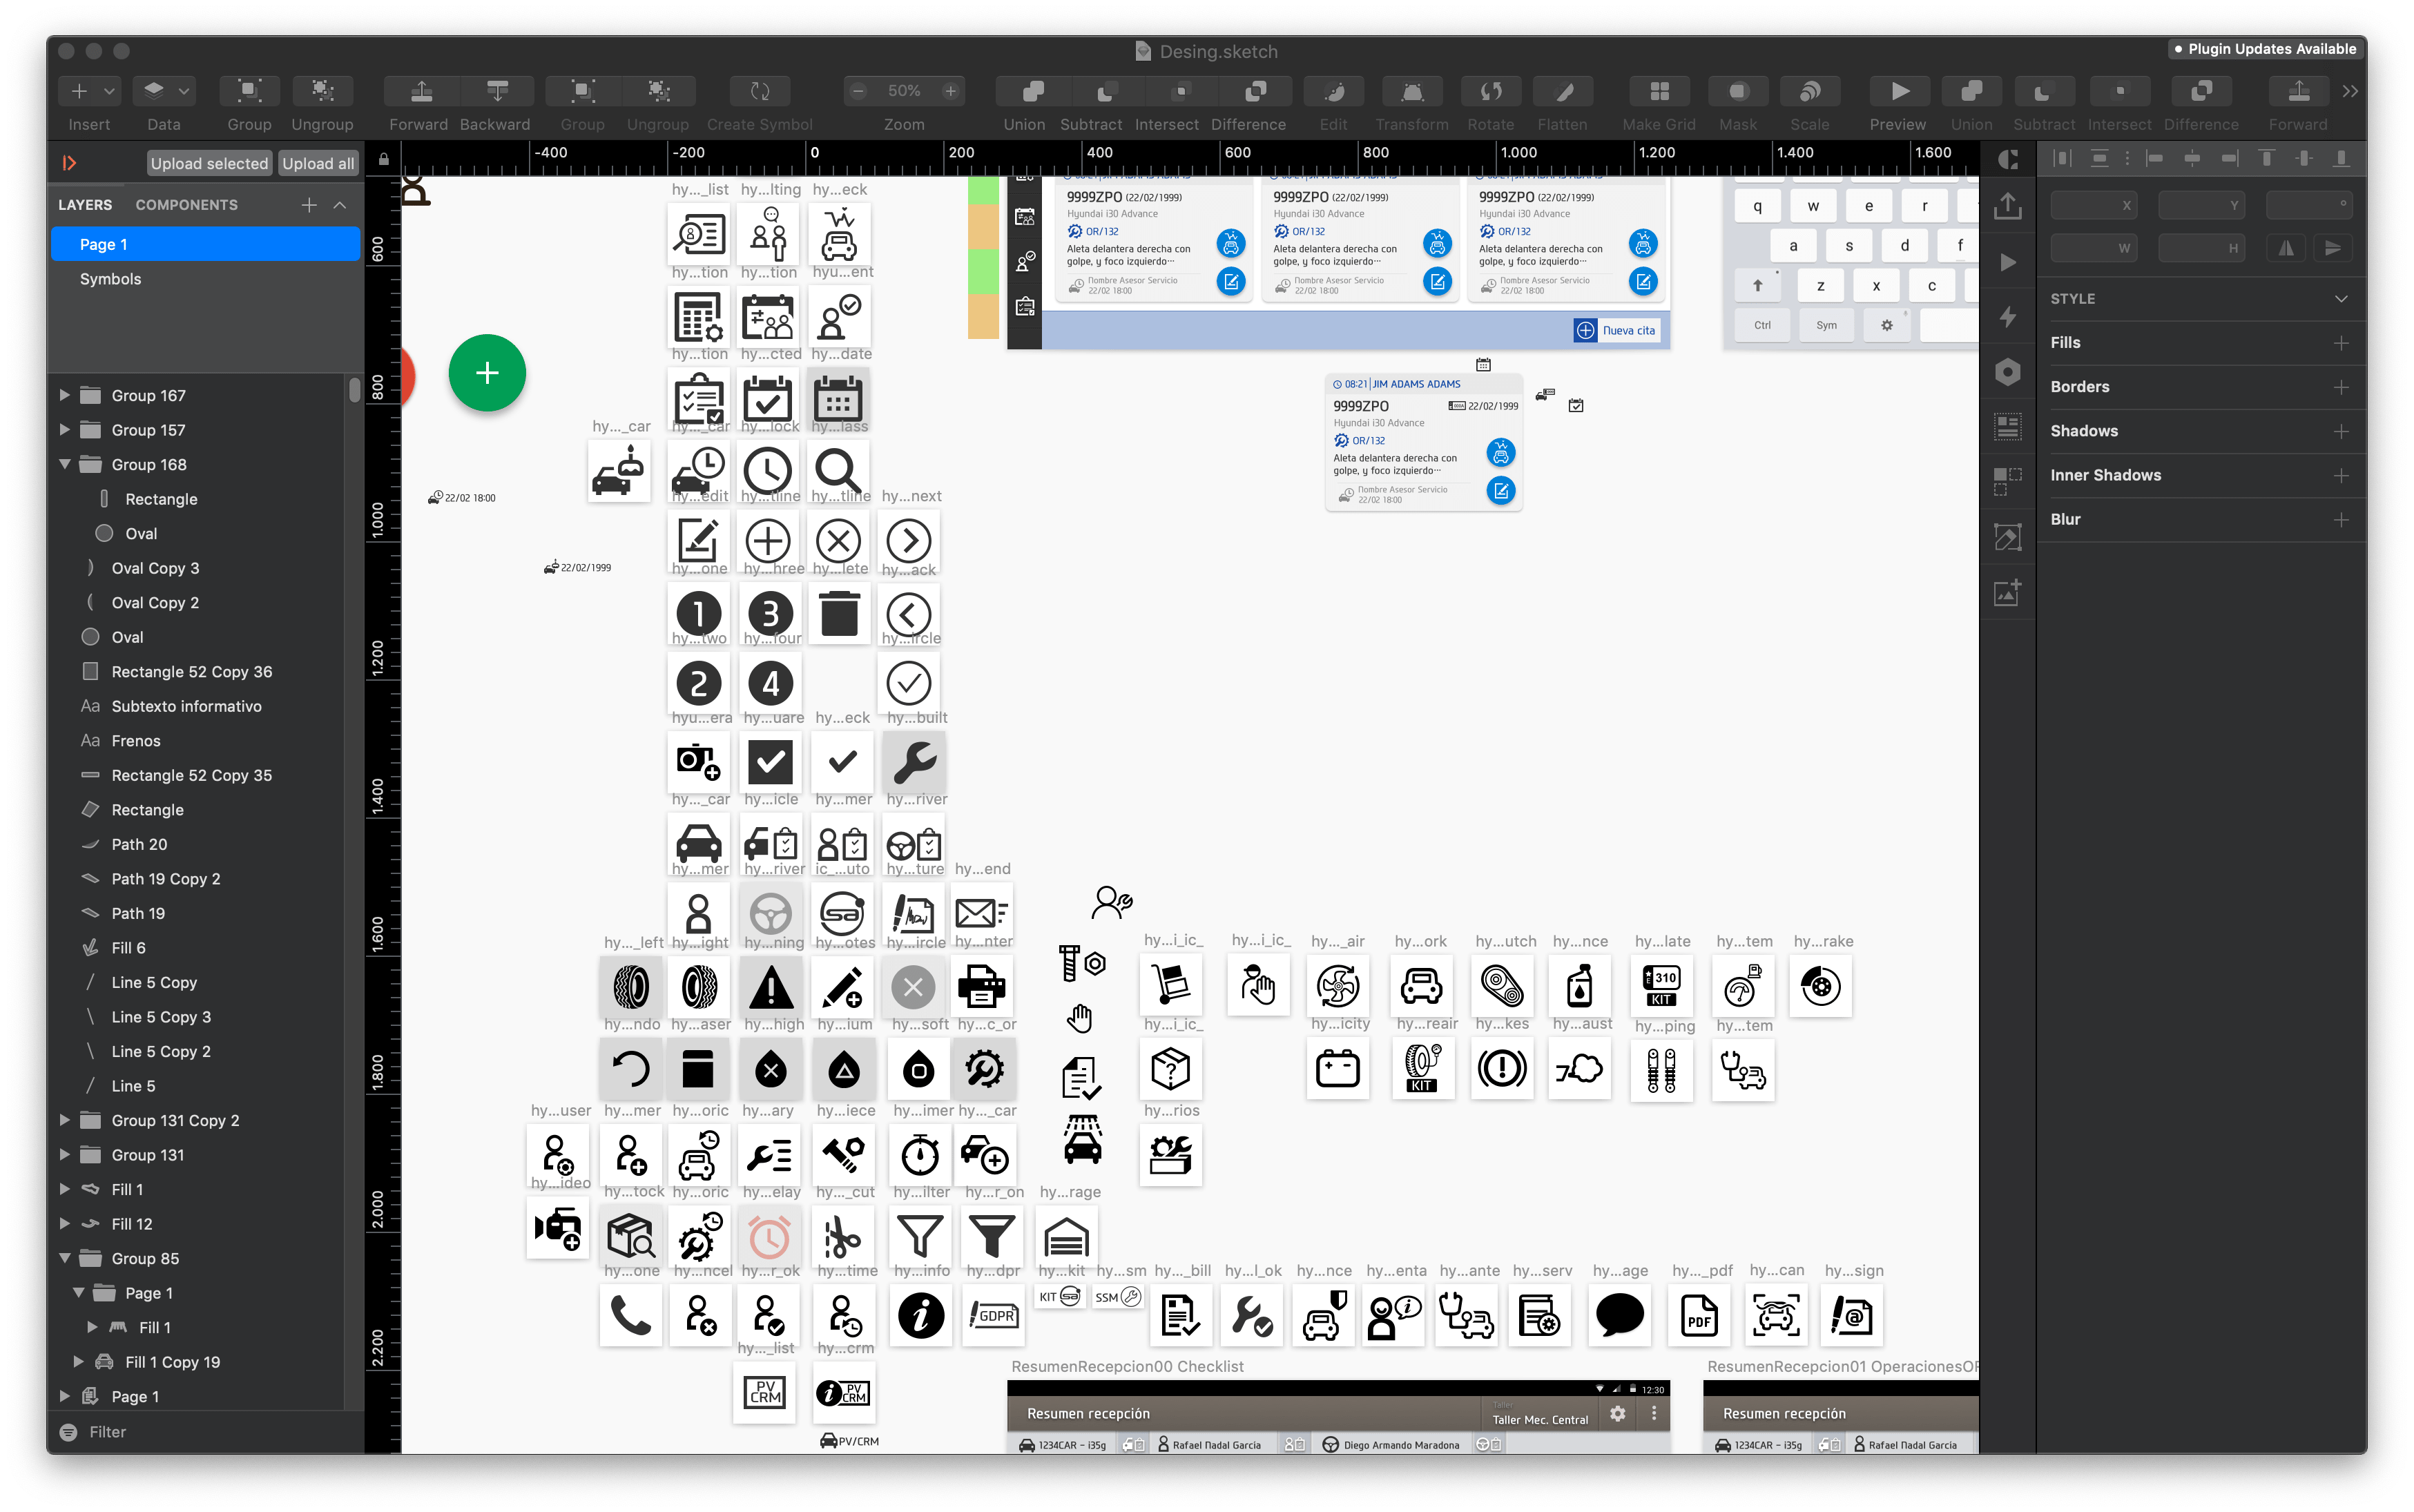 Desing.sketch
Plugin Updates Available
50%
Insert Data Group Ungroup Forward Backward Group Ungroup Create Symbol Zoom Union Subtract Intersect Difference Edit Transform Rotate Flatten Make Grid Mask Scale Preview Union Subtract Intersect Difference Forward
Upload selected Upload all
-400 -200 0 200 400 600 800 1.000 1.200 1.400 1.600
LAYERS COMPONENTS
Page 1
Symbols
Group 167
Group 157
Group 168
Rectangle
Oval
Oval Copy 3
Oval Copy 2
Oval
Rectangle 52 Copy 36
Aa Subtexto informativo
Aa Frenos
Rectangle 52 Copy 35
Rectangle
Path 20
Path 19 Copy 2
Path 19
Fill 6
Line 5 Copy
Line 5 Copy 3
Line 5 Copy 2
Line 5
Group 131 Copy 2
Group 131
Fill 1
Fill 12
Group 85
Page 1
Fill 1
Fill 1 Copy 19
Page 1
Filter
600
800
1.000
1.200
1.400
1.600
1.800
2.000
2.200
hy..._list hy...lting hy...eck
hy...tion hy...tion hyu...ent
hy...tion hy...cted hy...date
hy..._car hy..._car hy...lock hy...lass
hy...edit hy...tline hy...tline hy...next
hy...one hy...hree hy...lete hy...ack
1 3
hy...two hy...four hy...ircle
2 4
hyu...era hy...uare hy...eck hy...built
hy..._car hy...icle hy...mer hy...river
hy...mer hy...river ic_...uto hy...ture hy...end
hy..._left hy...ight hy...ning hy...otes hy...ircle hy...nter
hy...ndo hy...aser hy...high hy...ium hy...soft hy...c_or
hy...user hy...mer hy...oric hy...ary hy...iece hy...imer hy..._car
hy...ideo hy...tock hy...oric hy...elay hy..._cut hy...ilter hy...r_on hy...rage
hy...one hy...ncel hy...r_ok hy...time hy...info hy...dpr hy...kit hy...sm hy..._bill hy...l_ok hy...nce hy...enta hy...ante hy...serv hy...age hy..._pdf hy...can hy...sign
GDPR KIT sa SSM PDF @
hy..._list hy...crm
PV CRM
i PV CRM
PV/CRM
22/02 18:00
22/02/1999
hy...i_ic_ hy...i_ic_ hy..._air hy...ork hy...utch hy...nce hy...late hy...tem hy...rake
E 310 KIT
hy...i_ic_ hy...icity hy...reair hy...kes hy...aust hy...ping hy...tem
KIT
hy...rios
9999ZPO (22/02/1999)
Hyundai i30 Advance
OR/132
Aleta delantera derecha con
golpe, y foco izquierdo...
Nombre Asesor Servicio
22/02 18:00
9999ZPO (22/02/1999)
Hyundai i30 Advance
OR/132
Aleta delantera derecha con
golpe, y foco izquierdo...
Nombre Asesor Servicio
22/02 18:00
9999ZPO (22/02/1999)
Hyundai i30 Advance
OR/132
Aleta delantera derecha con
golpe, y foco izquierdo...
Nombre Asesor Servicio
22/02 18:00
Nueva cita
08:21 | JIM ADAMS ADAMS
9999ZPO 22/02/1999
Hyundai i30 Advance
OR/132
Aleta delantera derecha con
golpe, y foco izquierdo...
Nombre Asesor Servicio
22/02 18:00
q w e r
a s d f
z x c
Ctrl Sym
ResumenRecepcion00 Checklist
12:30
Resumen recepción
Taller
Taller Mec. Central
1234CAR - i35g Rafael Nadal Garcia Diego Armando Maradona
ResumenRecepcion01 OperacionesOR
Resumen recepción
1234CAR - i35g Rafael Nadal Garcia
X Y °
W H
STYLE
Fills
Borders
Shadows
Inner Shadows
Blur